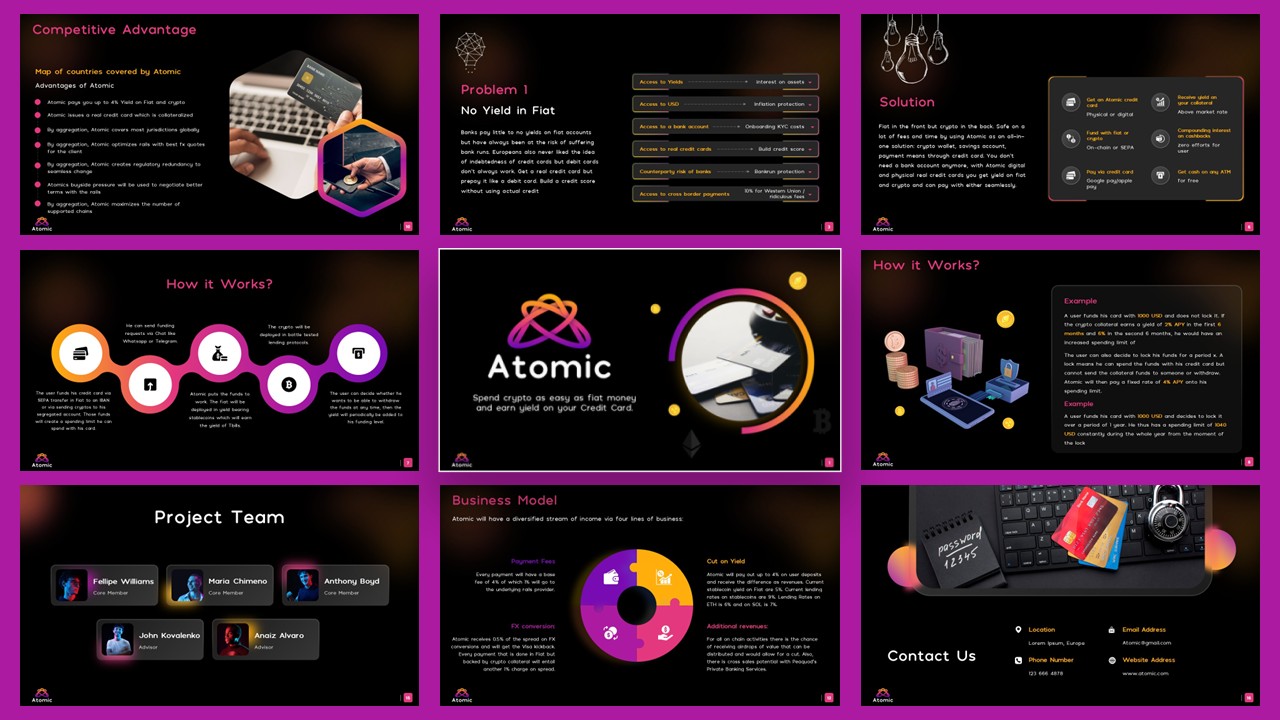 Competitive Advantage
Map of countries covered by Atomic
Advantages of Atomic
Atomic pays you up to 4% Yield on Fiat and crypto
Atomic issues a real credit card which is collateralized
By aggregation, Atomic covers most jurisdictions globally
By aggregation, Atomic optimizes rails with best fx quotes
for the client
By aggregation, Atomic creates regulatory redundancy to
seamless change
Atomics buyside pressure will be used to negotiate better
terms with the rails
By aggregation, Atomic maximizes the number of
supported chains
Atomic
Problem 1
No Yield in Fiat
Banks pay little to no yields on fiat accounts
but have always been at the risk of suffering
bank runs. Europeans also never liked the idea
of indebtedness of credit cards but debit cards
don't always work. Get a real credit card but
prepay it like a debit card. Build a credit score
without using actual credit
Access to Yields
Interest on assets
Access to USD
Inflation protection
Access to a bank account
Onboarding KYC costs
Access to real credit cards
Build credit score
Counterparty risk of banks
Bankrun protection
Access to cross border payments
10% for Western Union /
ridiculous fees
Atomic
3
Solution
Fiat in the front but crypto in the back. Safe on a
lot of fees and time by using Atomic as an all-in-
one solution: crypto wallet, savings account,
payment means through credit card. You don't
need a bank account anymore, with Atomic digital
and physical real credit cards you get yield on fiat
and crypto and can pay with either seamlessly.
Get an Atomic credit
card
Physical or digital
Receive yield on
your collateral
Above market rate
Fund with fiat or
crypto
On-chain or SEPA
Compounding interest
on cashbacks
zero efforts for
user
Pay via credit card
Google pay/apple
pay
Get cash on any ATM
for free
Atomic
How it Works?
He can send funding
requests via Chat like
Whatsapp or Telegram.
The crypto will be
deployed in battle tested
lending protocols.
The user funds his credit card via
SEPA transfer in Fiat to an IBAN
or via sending cryptos to his
segregated account. Those funds
will create a spending limit he can
spend with his card.
Atomic puts the funds to
work. The fiat will be
deployed in yield bearing
stablecoins which will earn
the yield of Tbills.
The user can decide whether he
wants to be able to withdraw
the funds at any time, then the
yield will periodically be added to
his funding level.
Atomic
7
Atomic
Spend crypto as easy as fiat money
and earn yield on your Credit Card.
Atomic
1
How it Works?
Example
A user funds his card with 1000 USD and does not lock it. If
the crypto collateral earns a yield of 2% APY in the first 6
months and 6% in the second 6 months, he would have an
increased spending limit of
The user can also decide to lock his funds for a period x. A
lock means he can spend the funds with his credit card but
cannot send the collateral funds to someone or withdraw.
Atomic will then pay a fixed rate of 4% APY onto his
spending limit.
Example
A user funds his card with 1000 USD and decides to lock it
over a period of 1 year. He thus has a spending limit of 1040
USD constantly during the whole year from the moment of
the lock
Atomic
Project Team
Fellipe Williams
Core Member
Maria Chimeno
Core Member
Anthony Boyd
Core Member
John Kovalenko
Advisor
Anaiz Alvaro
Advisor
Atomic
Business Model
Atomic will have a diversified stream of income via four lines of business:
Payment Fees
Every payment will have a base
fee of 4% of which 1% will go to
the underlying rails provider.
Cut on Yield
Atomic will pay out up to 4% on user deposits
and receive the difference as revenues. Current
stablecoin yield on Fiat are 5%. Current lending
rates on stablecoins are 9%. Lending Rates on
ETH is 6% and on SOL is 7%.
FX conversion:
Atomic receives 0.5% of the spread on FX
conversions and will get the Visa kickback.
Every payment that is done in Fiat but
backed by crypto collateral will entail
another 1% charge on spread.
Additional revenues:
For all on chain activities there is the chance
of receiving airdrops of value that can be
distributed and would allow for a cut. Also,
there is cross sales potential with Peaquod's
Private Banking Services.
Atomic
password
12345
Contact Us
Location
Lorem Ipsum, Europe
Email Address
Atomic@gmail.com
Phone Number
123 666 4878
Website Address
www.atomic.com
Atomic